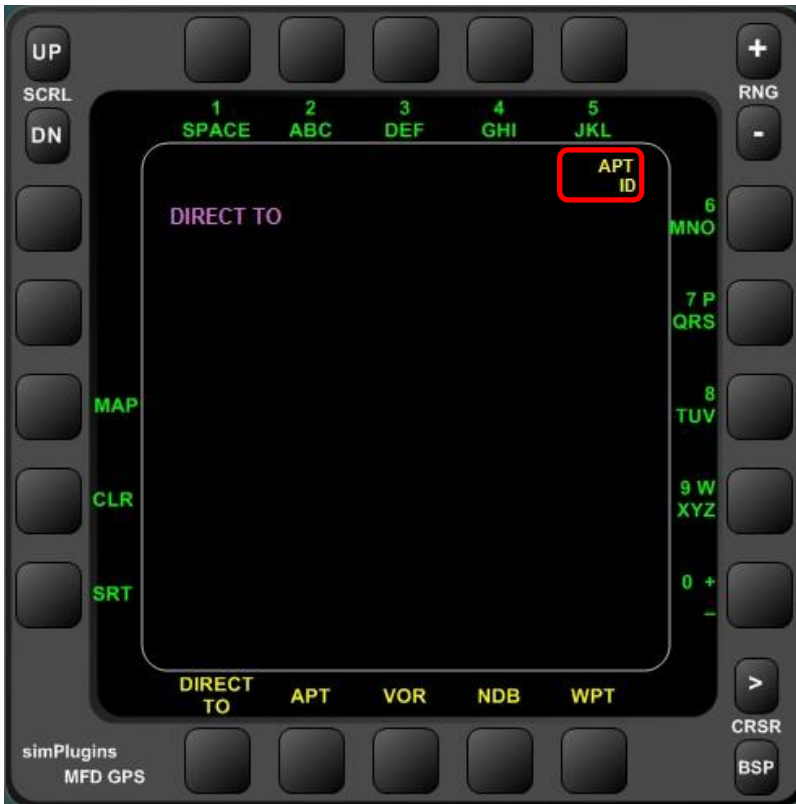 UP
+
SCRL
RNG
DN
-
1 2 3 4 5
SPACE ABC DEF GHI JKL
APT
ID
DIRECT TO
6
MNO
7 P
QRS
MAP
8
TUV
CLR
9 W
XYZ
SRT
0 +
–
DIRECT
TO
APT VOR NDB WPT
>
CRSR
simPlugins
MFD GPS
BSP